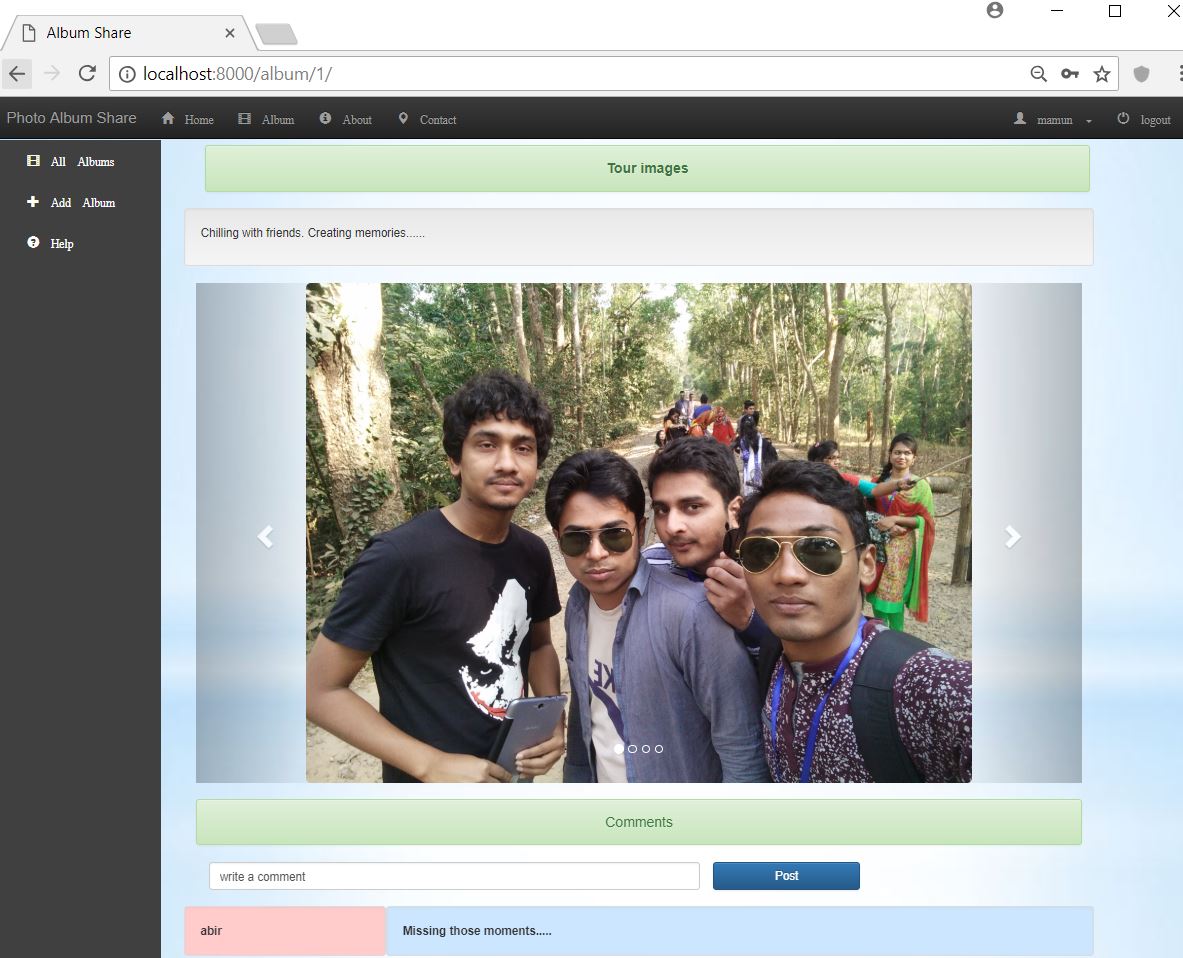 Album Share
localhost:8000/album/1/
Photo Album Share Home Album About Contact mamun logout
All Albums
Add Album
Help
Tour images
Chilling with friends. Creating memories......
Comments
write a comment Post
abir Missing those moments.....